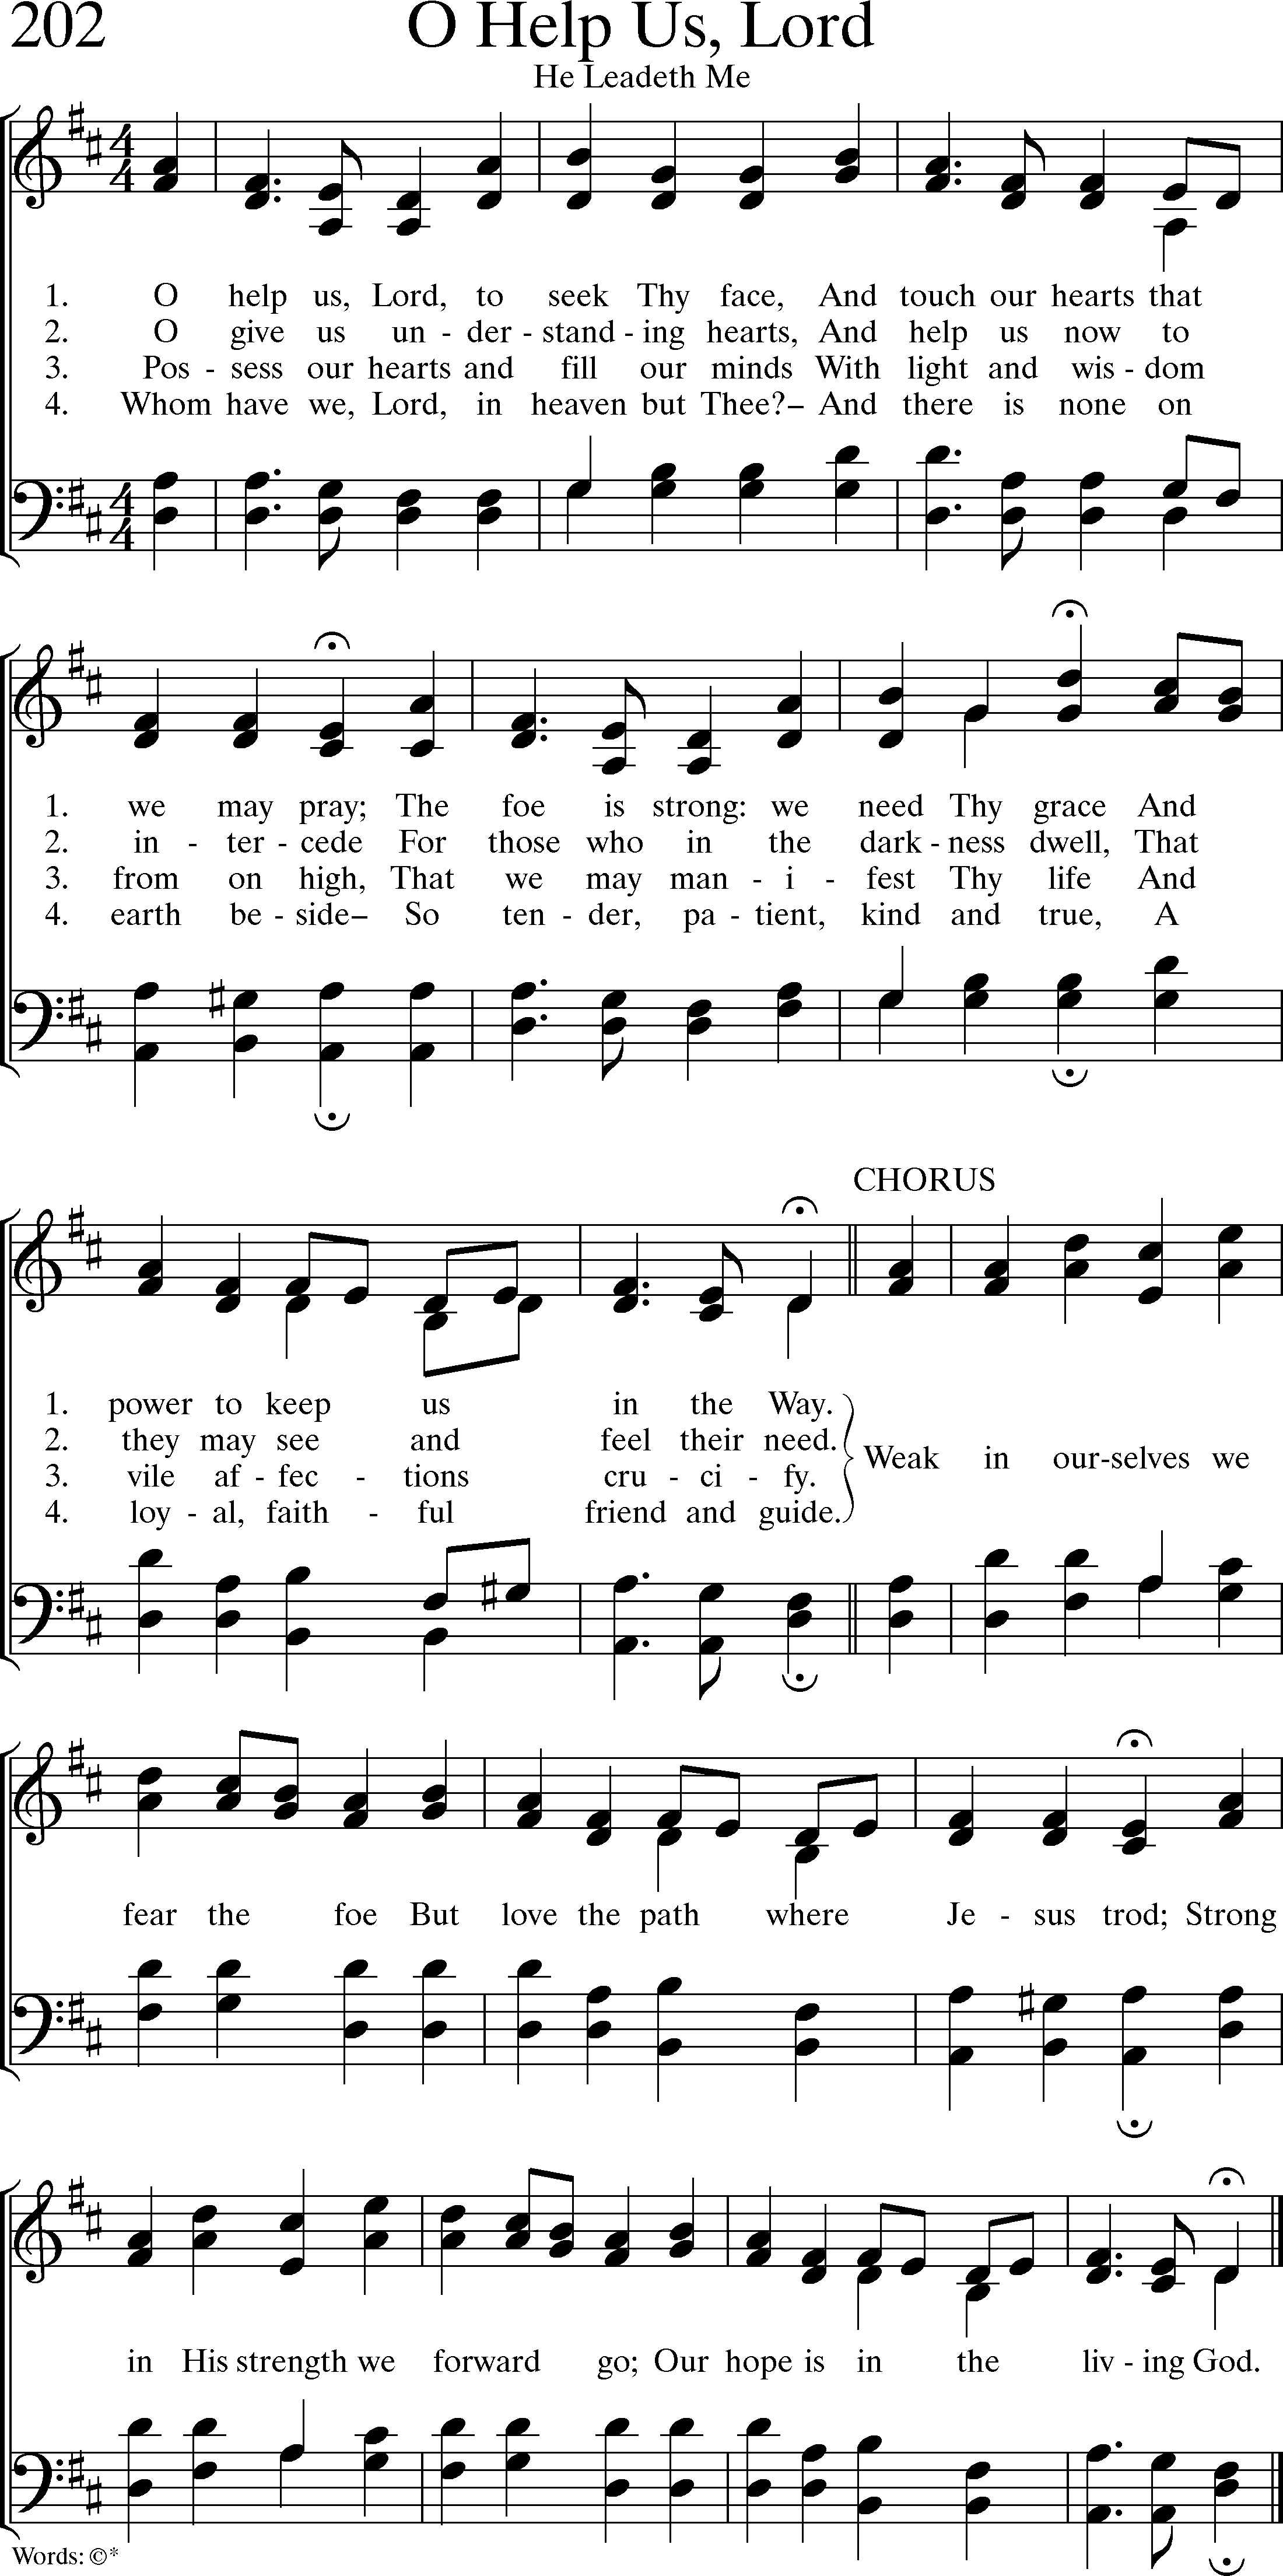 202
O Help Us, Lord
He Leadeth Me
1. O help us, Lord, to seek Thy face, And touch our hearts that
2. O give us un - der - stand - ing hearts, And help us now to
3. Pos - sess our hearts and fill our minds With light and wis - dom
4. Whom have we, Lord, in heaven but Thee?– And there is none on
1. we may pray; The foe is strong: we need Thy grace And
2. in - ter - cede For those who in the dark - ness dwell, That
3. from on high, That we may man - i - fest Thy life And
4. earth be - side– So ten - der, pa - tient, kind and true, A
CHORUS
1. power to keep us in the Way.
2. they may see and feel their need.
3. vile af - fec - tions cru - ci - fy.
4. loy - al, faith - ful friend and guide.
Weak in our-selves we
fear the foe But love the path where Je - sus trod; Strong
in His strength we forward go; Our hope is in the liv - ing God.
Words: ©*